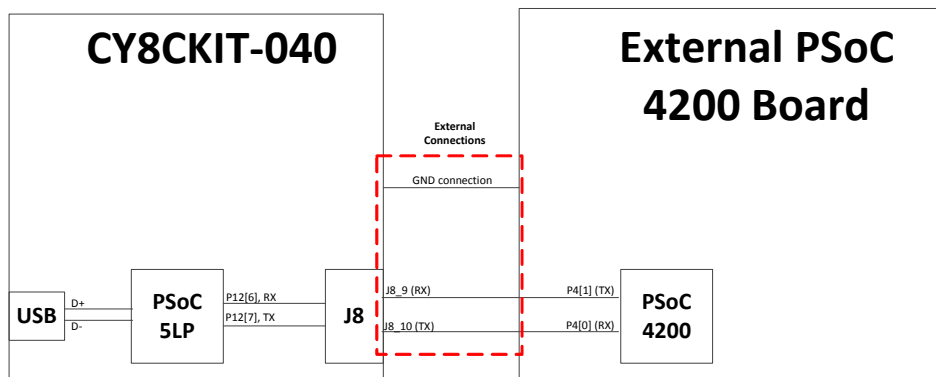 CY8CKIT-040
External PSoC
4200 Board
External
Connections
GND connection
USB
D+
D-
PSoC
5LP
P12[6], RX
P12[7], TX
J8
J8_9 (RX)
J8_10 (TX)
P4[1] (TX)
P4[0] (RX)
PSoC
4200